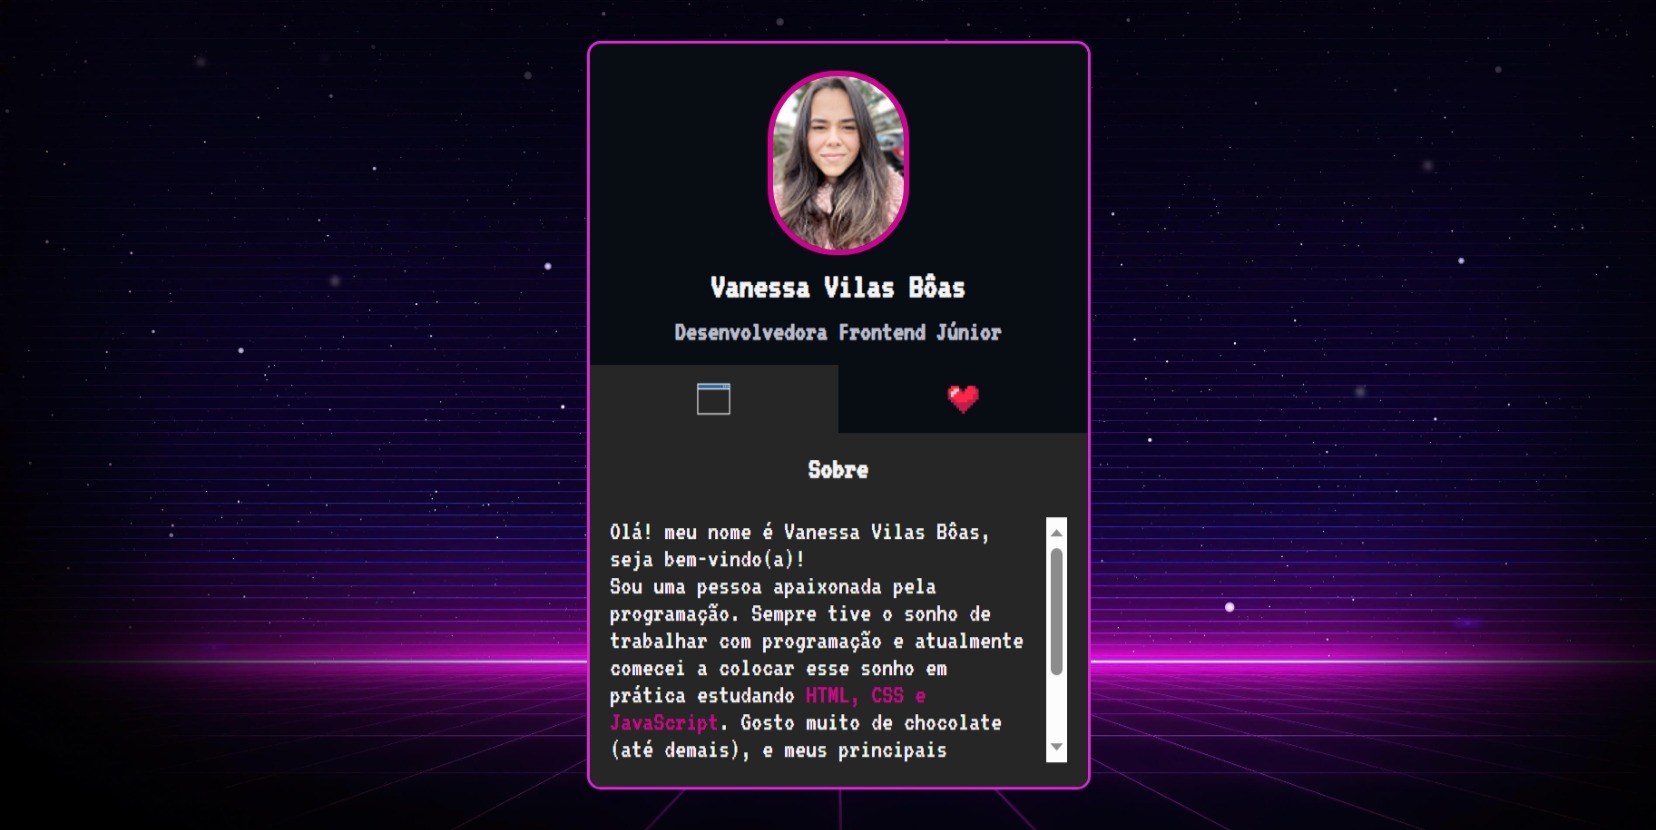 Vanessa Vilas Bôas
Desenvolvedora Frontend Júnior
Sobre
Olá! meu nome é Vanessa Vilas Bôas,
seja bem-vindo(a)!
Sou uma pessoa apaixonada pela
programação. Sempre tive o sonho de
trabalhar com programação e atualmente
comecei a colocar esse sonho em
prática estudando HTML, CSS e
JavaScript. Gosto muito de chocolate
(até demais), e meus principais